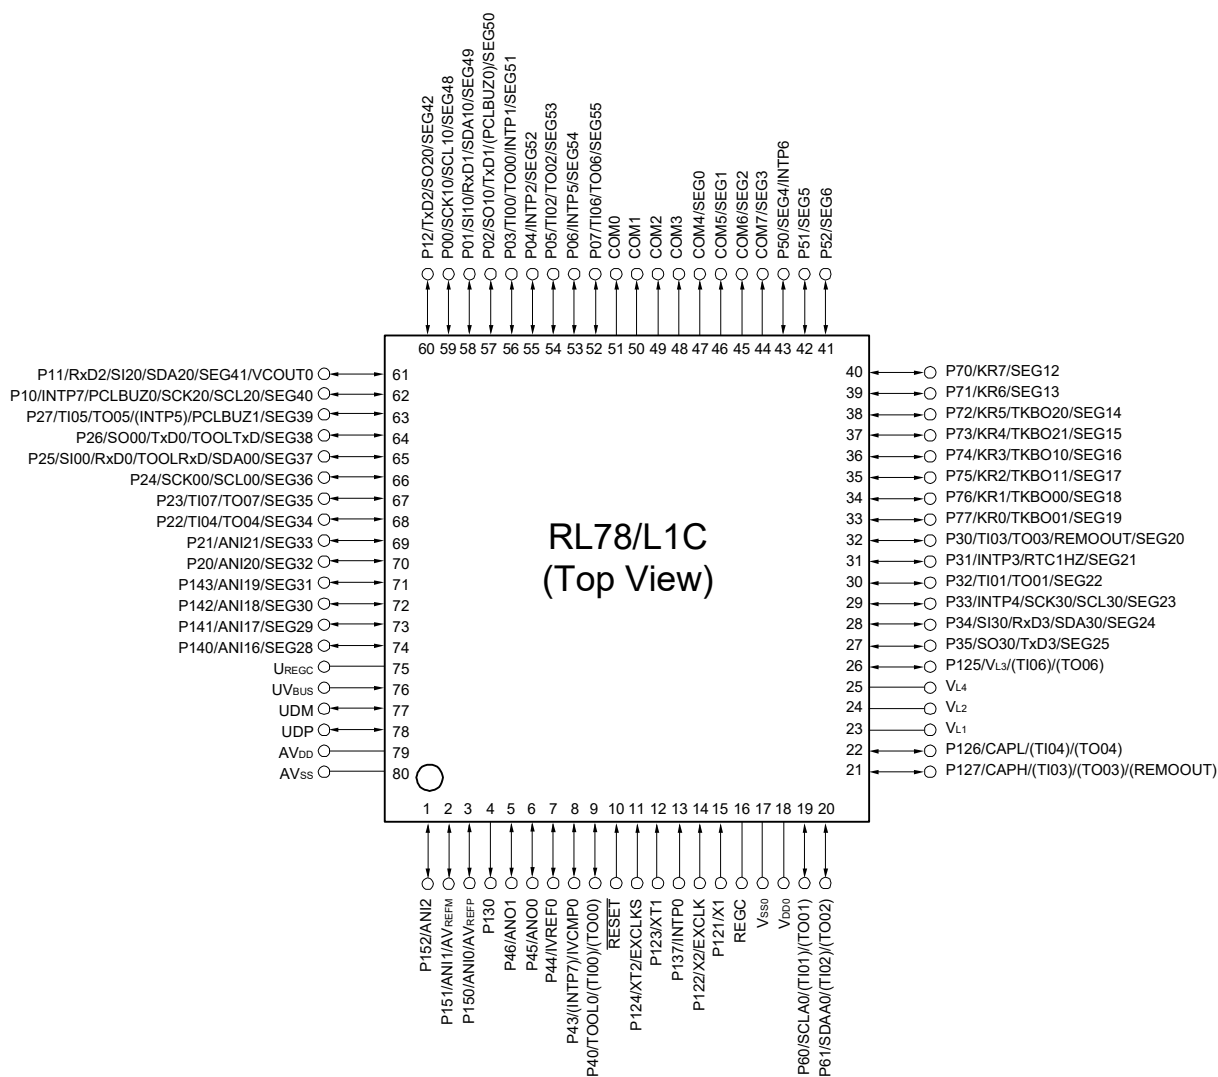 P12/TxD2/SO20/SEG42
P00/SCK10/SCL10/SEG48
P01/SI10/RxD1/SDA10/SEG49
P02/SO10/TxD1/(PCLBUZ0)/SEG50
P03/TI00/TO00/INTP1/SEG51
P04/INTP2/SEG52
P05/TI02/TO02/SEG53
P06/INTP5/SEG54
P07/TI06/TO06/SEG55
COM0
COM1
COM2
COM3
COM4/SEG0
COM5/SEG1
COM6/SEG2
COM7/SEG3
P50/SEG4/INTP6
P51/SEG5
P52/SEG6
60 59 58 57 56 55 54 53 52 51 50 49 48 47 46 45 44 43 42 41
P11/RxD2/SI20/SDA20/SEG41/VCOUT0 61
P10/INTP7/PCLBUZ0/SCK20/SCL20/SEG40 62
P27/TI05/TO05/(INTP5)/PCLBUZ1/SEG39 63
P26/SO00/TxD0/TOOLTxD/SEG38 64
P25/SI00/RxD0/TOOLRxD/SDA00/SEG37 65
P24/SCK00/SCL00/SEG36 66
P23/TI07/TO07/SEG35 67
P22/TI04/TO04/SEG34 68
P21/ANI21/SEG33 69
P20/ANI20/SEG32 70
P143/ANI19/SEG31 71
P142/ANI18/SEG30 72
P141/ANI17/SEG29 73
P140/ANI16/SEG28 74
UREGC 75
UVBUS 76
UDM 77
UDP 78
AVDD 79
AVSS 80
RL78/L1C
(Top View)
40 P70/KR7/SEG12
39 P71/KR6/SEG13
38 P72/KR5/TKBO20/SEG14
37 P73/KR4/TKBO21/SEG15
36 P74/KR3/TKBO10/SEG16
35 P75/KR2/TKBO11/SEG17
34 P76/KR1/TKBO00/SEG18
33 P77/KR0/TKBO01/SEG19
32 P30/TI03/TO03/REMOOUT/SEG20
31 P31/INTP3/RTC1HZ/SEG21
30 P32/TI01/TO01/SEG22
29 P33/INTP4/SCK30/SCL30/SEG23
28 P34/SI30/RxD3/SDA30/SEG24
27 P35/SO30/TxD3/SEG25
26 P125/VL3/(TI06)/(TO06)
25 VL4
24 VL2
23 VL1
22 P126/CAPL/(TI04)/(TO04)
21 P127/CAPH/(TI03)/(TO03)/(REMOOUT)
1 2 3 4 5 6 7 8 9 10 11 12 13 14 15 16 17 18 19 20
P152/ANI2
P151/ANI1/AVREFM
P150/ANI0/AVREFP
P130
P46/ANO1
P45/ANO0
P44/IVREF0
P43/(INTP7)/IVCMP0
P40/TOOL0/(TI00)/(TO00)
RESET
P124/XT2/EXCLKS
P123/XT1
P137/INTP0
P122/X2/EXCLK
P121/X1
REGC
VSS0
VDD0
P60/SCLA0/(TI01)/(TO01)
P61/SDAA0/(TI02)/(TO02)